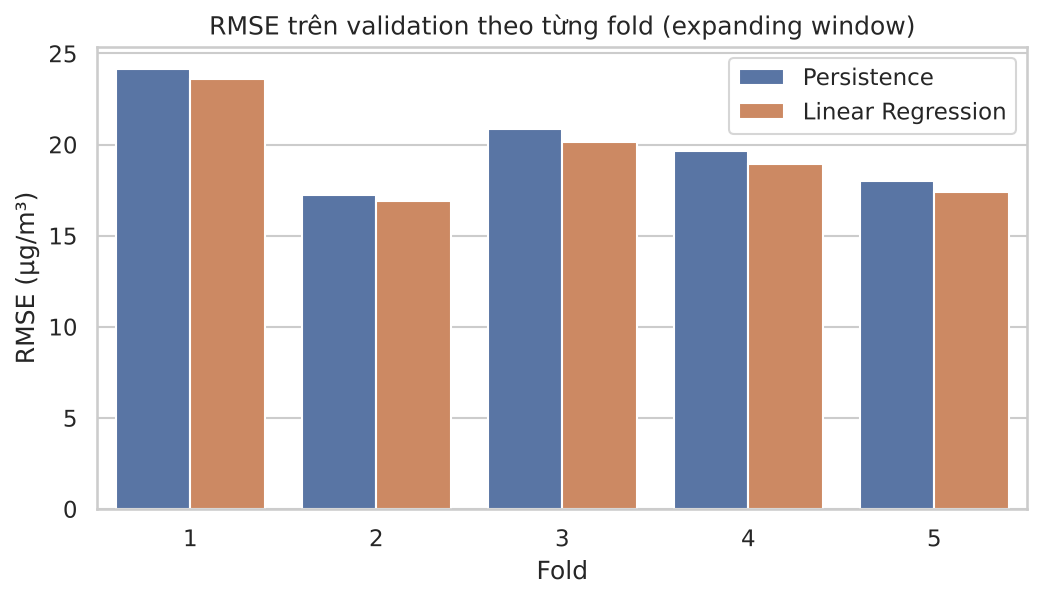 RMSE trên validation theo từng fold (expanding window)
Persistence
Linear Regression
RMSE (µg/m³)
25
20
15
10
5
0
1 2 3 4 5
Fold